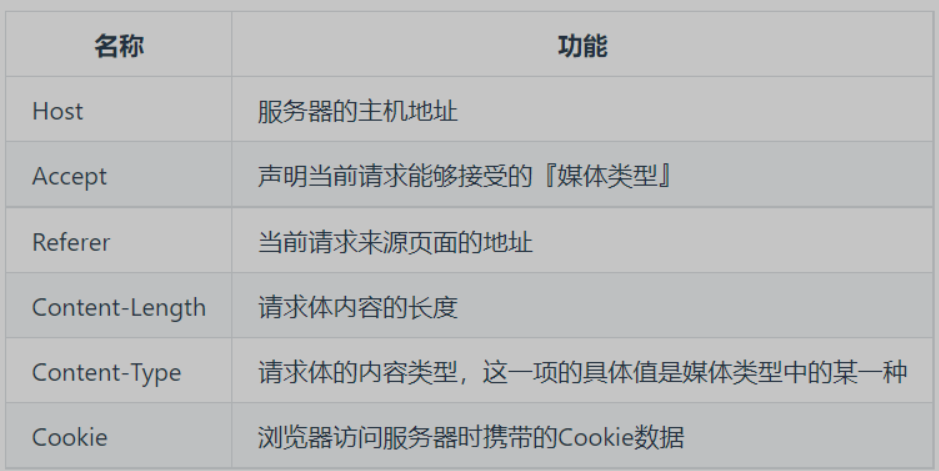 名称 功能
Host 服务器的主机地址
Accept 声明当前请求能够接受的『媒体类型』
Referer 当前请求来源页面的地址
Content-Length 请求体内容的长度
Content-Type 请求体的内容类型，这一项的具体值是媒体类型中的某一种
Cookie 浏览器访问服务器时携带的Cookie数据